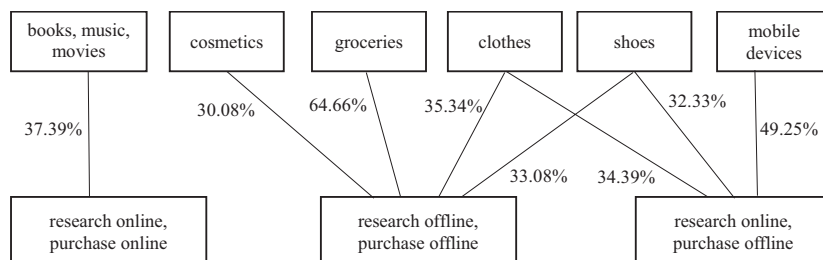 books, music,
movies
cosmetics
groceries
clothes
shoes
mobile
devices
37.39%
30.08%
64.66%
35.34%
33.08%
34.39%
32.33%
49.25%
research online,
purchase online
research offline,
purchase offline
research online,
purchase offline